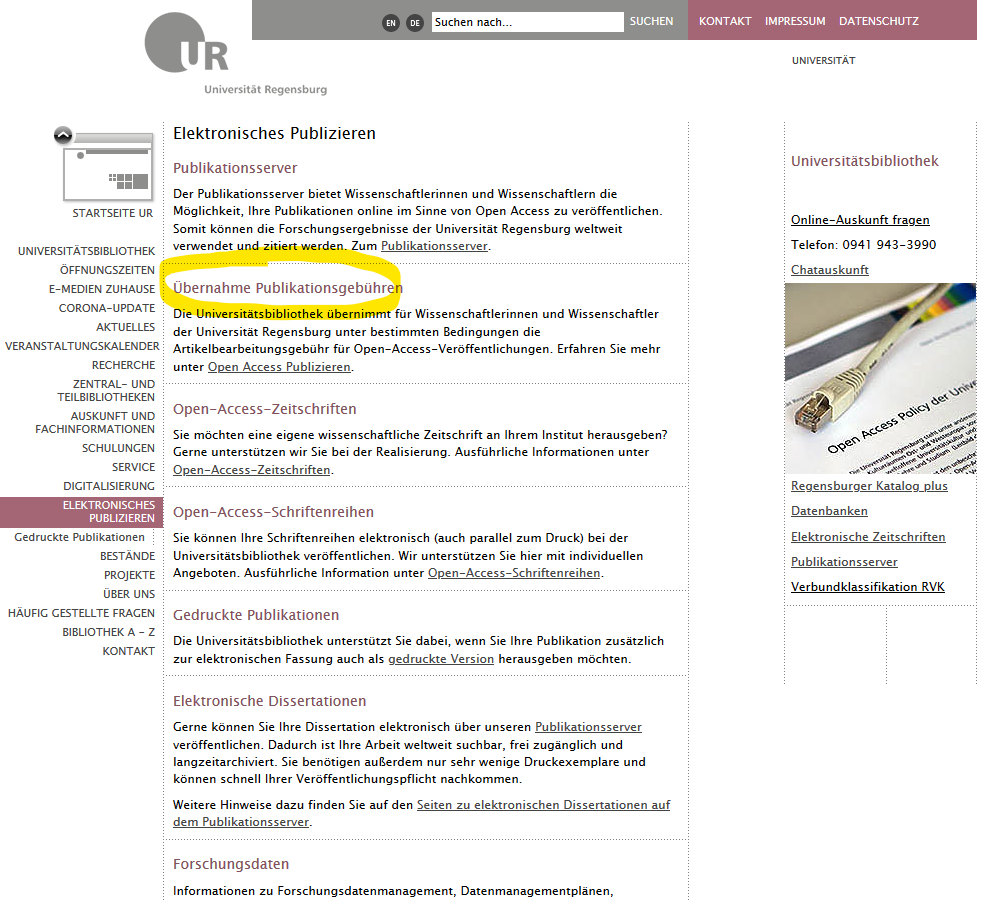 EN DE Suchen nach... SUCHEN KONTAKT IMPRESSUM DATENSCHUTZ
UR
Universität Regensburg
UNIVERSITÄT
STARTSEITE UR
UNIVERSITÄTSBIBLIOTHEK
ÖFFNUNGSZEITEN
E-MEDIEN ZUHAUSE
CORONA-UPDATE
AKTUELLES
VERANSTALTUNGSKALENDER
RECHERCHE
ZENTRAL- UND
TEILBIBLIOTHEKEN
AUSKUNFT UND
FACHINFORMATIONEN
SCHULUNGEN
SERVICE
DIGITALISIERUNG
ELEKTRONISCHES
PUBLIZIEREN
Gedruckte Publikationen
BESTÄNDE
PROJEKTE
ÜBER UNS
HÄUFIG GESTELLTE FRAGEN
BIBLIOTHEK A - Z
KONTAKT
Elektronisches Publizieren
Publikationsserver
Der Publikationsserver bietet Wissenschaftlerinnen und Wissenschaftlern die
Möglichkeit, Ihre Publikationen online im Sinne von Open Access zu veröffentlichen.
Somit können die Forschungsergebnisse der Universität Regensburg weltweit
verwendet und zitiert werden. Zum Publikationsserver.
Übernahme Publikationsgebühren
Die Universitätsbibliothek übernimmt für Wissenschaftlerinnen und Wissenschaftler
der Universität Regensburg unter bestimmten Bedingungen die
Artikelbearbeitungsgebühr für Open-Access-Veröffentlichungen. Erfahren Sie mehr
unter Open Access Publizieren.
Open-Access-Zeitschriften
Sie möchten eine eigene wissenschaftliche Zeitschrift an Ihrem Institut herausgeben?
Gerne unterstützen wir Sie bei der Realisierung. Ausführliche Informationen unter
Open-Access-Zeitschriften.
Open-Access-Schriftenreihen
Sie können Ihre Schriftenreihen elektronisch (auch parallel zum Druck) bei der
Universitätsbibliothek veröffentlichen. Wir unterstützen Sie hier mit individuellen
Angeboten. Ausführliche Information unter Open-Access-Schriftenreihen.
Gedruckte Publikationen
Die Universitätsbibliothek unterstützt Sie dabei, wenn Sie Ihre Publikation zusätzlich
zur elektronischen Fassung auch als gedruckte Version herausgeben möchten.
Elektronische Dissertationen
Gerne können Sie Ihre Dissertation elektronisch über unseren Publikationsserver
veröffentlichen. Dadurch ist Ihre Arbeit weltweit suchbar, frei zugänglich und
langzeitarchiviert. Sie benötigen außerdem nur sehr wenige Druckexemplare und
können schnell Ihrer Veröffentlichungspflicht nachkommen.
Weitere Hinweise dazu finden Sie auf den Seiten zu elektronischen Dissertationen auf
dem Publikationsserver.
Forschungsdaten
Informationen zu Forschungsdatenmanagement, Datenmanagementplänen,
Universitätsbibliothek
Online-Auskunft fragen
Telefon: 0941 943-3990
Chatauskunft
Open Access Policy der Unive
Regensburger Katalog plus
Datenbanken
Elektronische Zeitschriften
Publikationsserver
Verbundklassifikation RVK